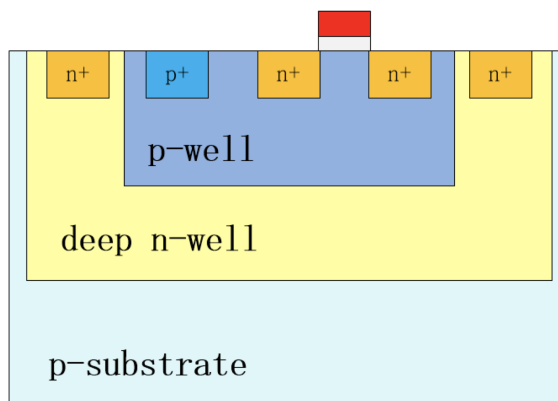 n+ p+ n+ n+ n+
p-well
deep n-well
p-substrate